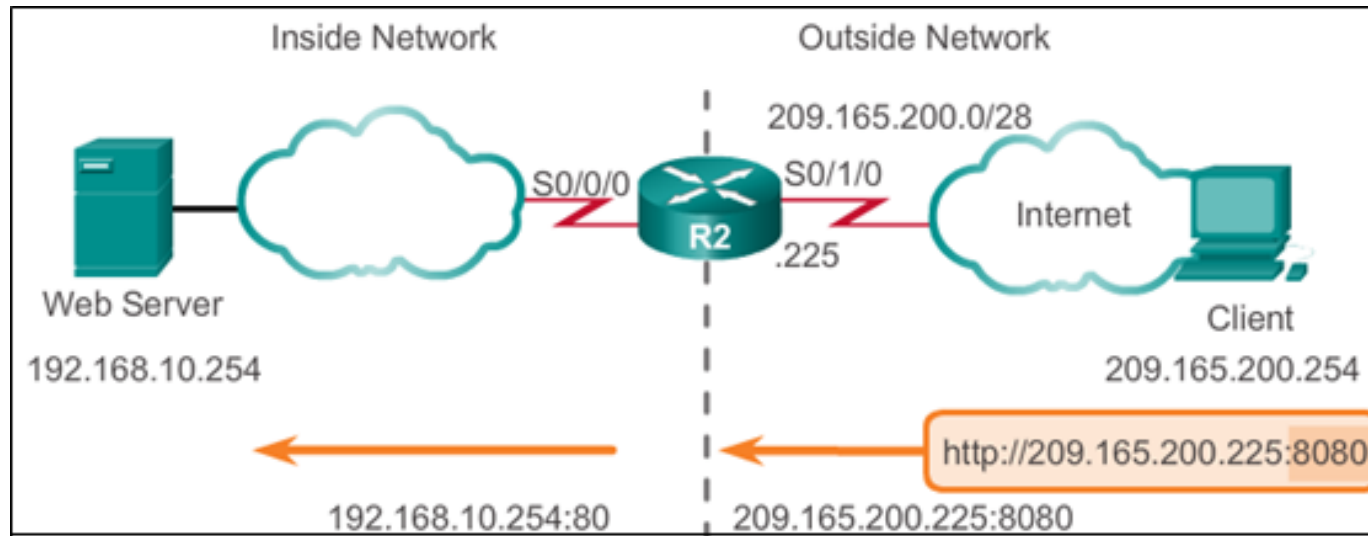 Inside Network
Outside Network
209.165.200.0/28
S0/0/0
S0/1/0
Internet
R2
.225
Web Server
Client
192.168.10.254
209.165.200.254
http://209.165.200.225:8080
192.168.10.254:80
209.165.200.225:8080